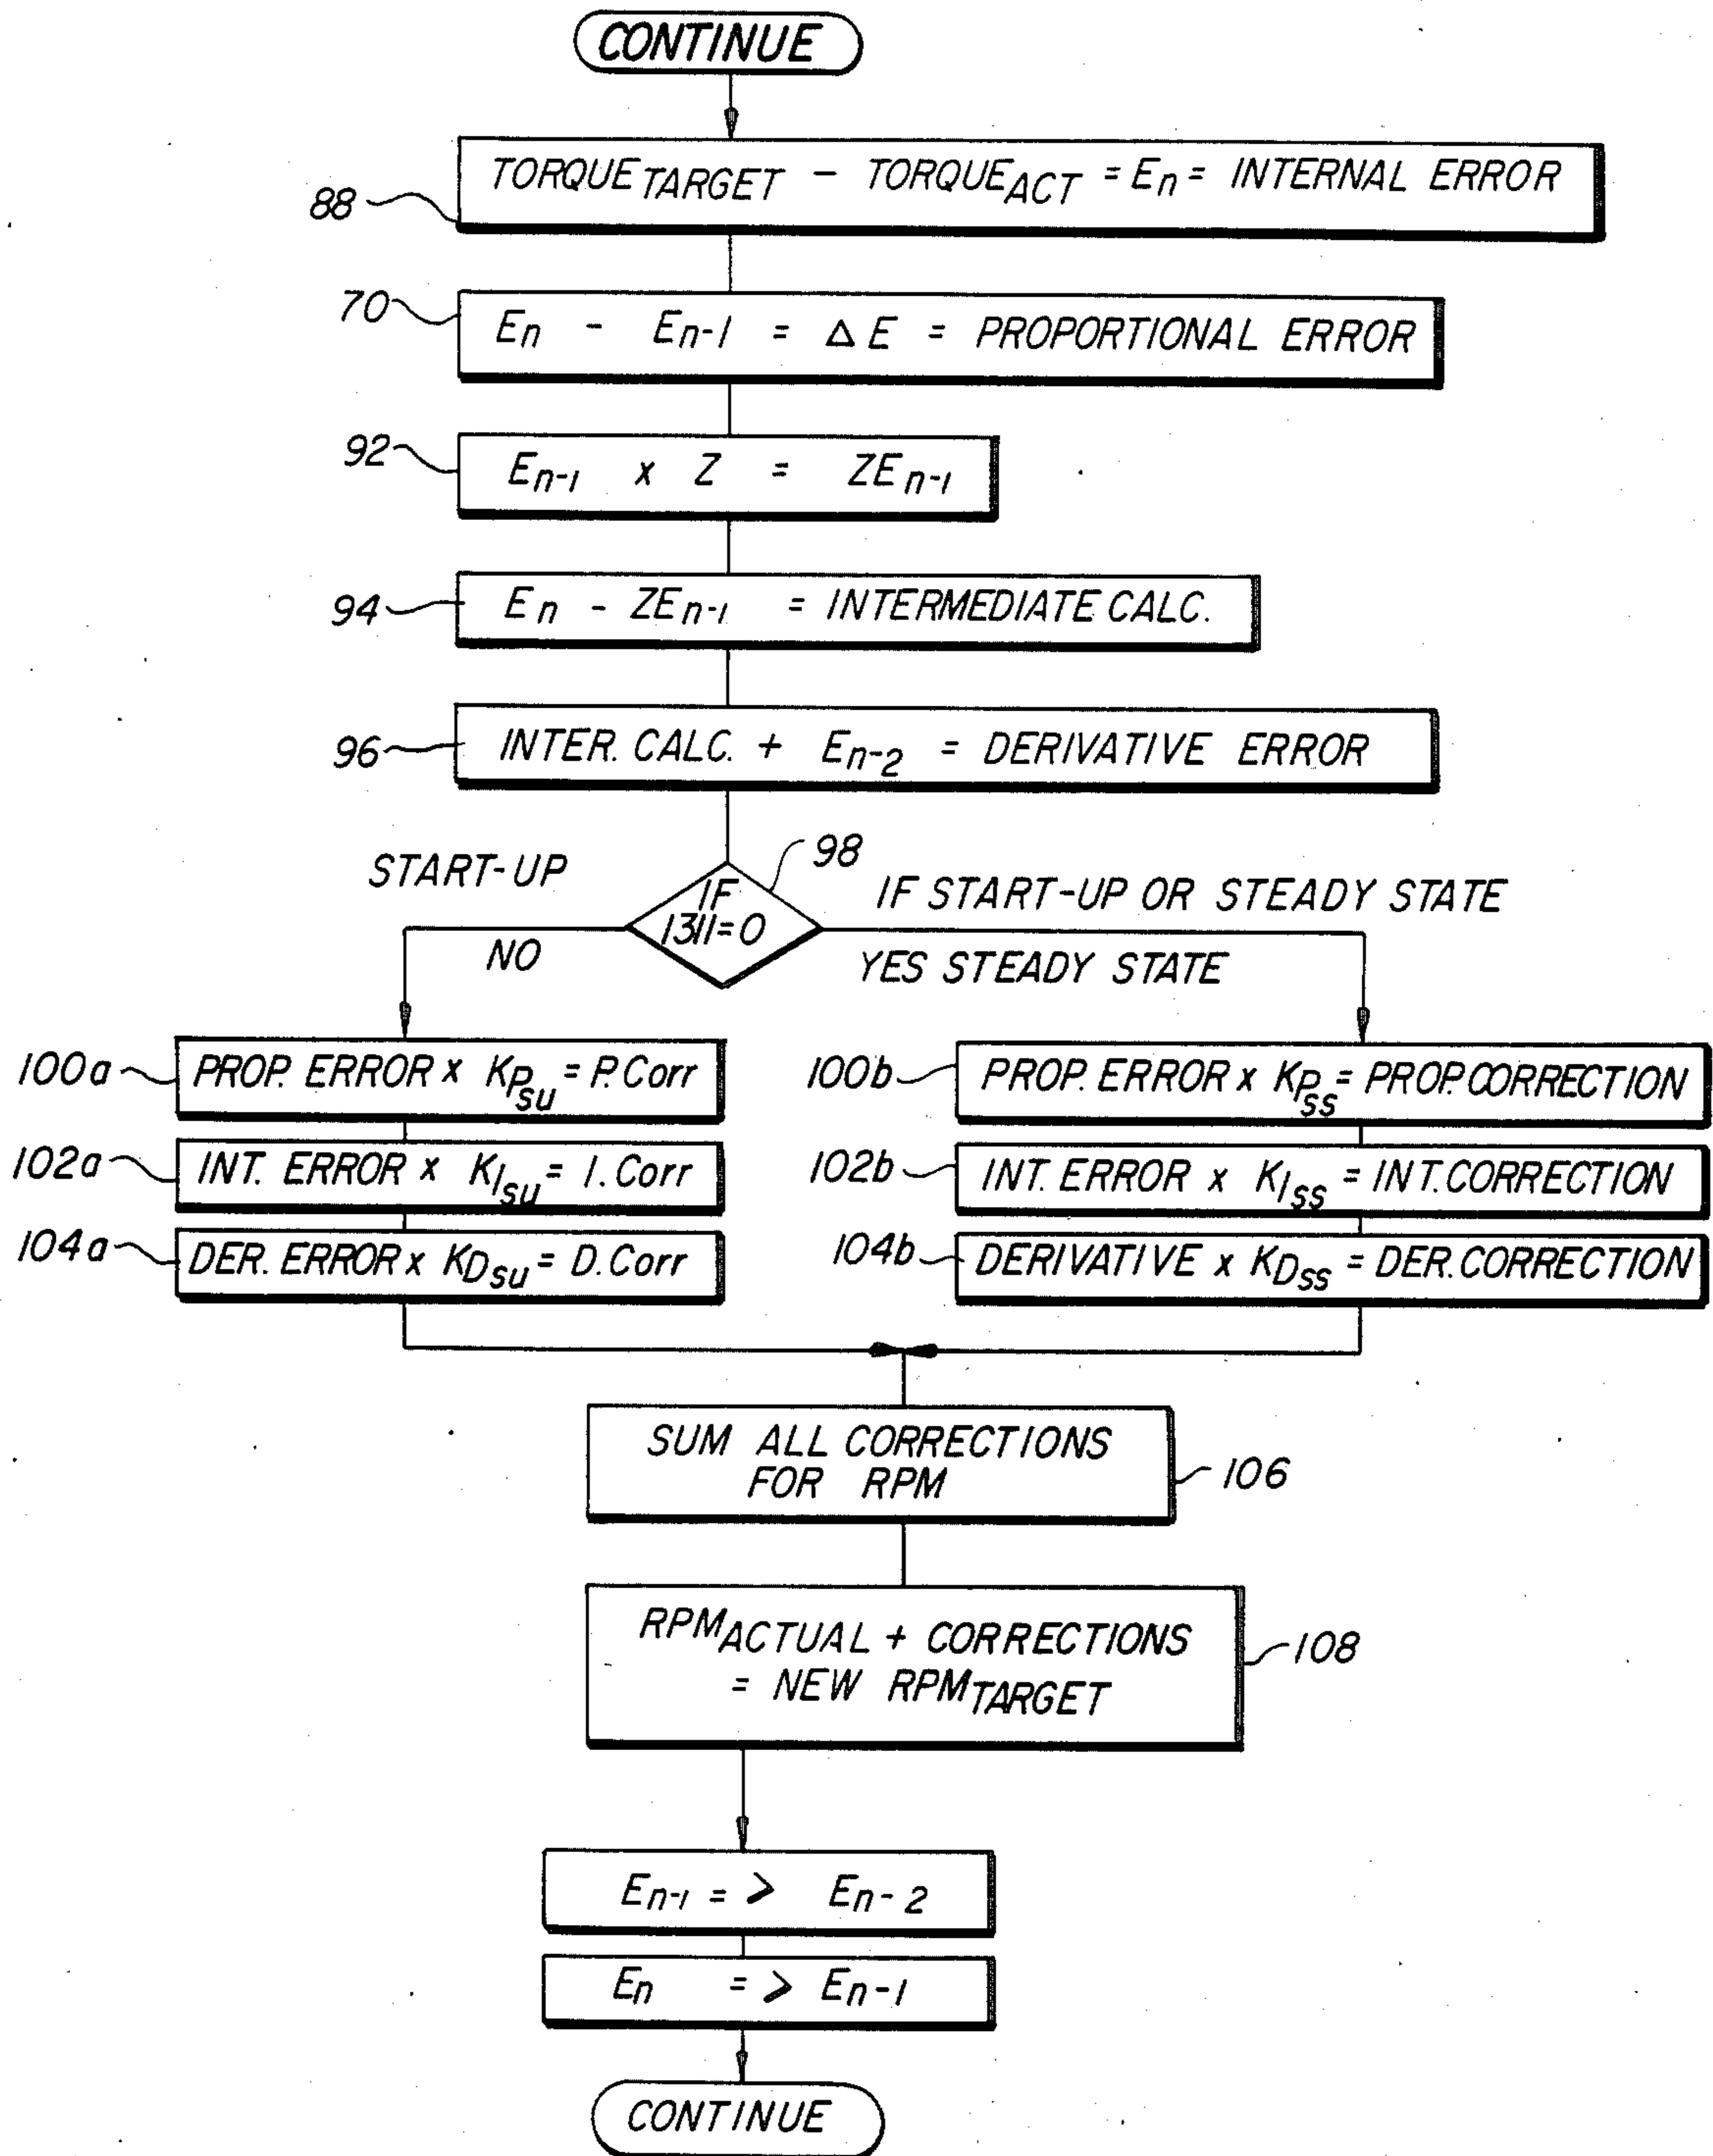 CONTINUE
TORQUE TARGET - TORQUE ACT = En = INTERNAL ERROR
88
70
En - En-1 = Δ E = PROPORTIONAL ERROR
92
En-1 x Z = ZEn-1
94
En - ZEn-1 = INTERMEDIATE CALC.
96
INTER. CALC. + En-2 = DERIVATIVE ERROR
START-UP
98
IF
1311=0
IF START-UP OR STEADY STATE
NO
YES STEADY STATE
100a
PROP. ERROR x KPsu = P.Corr
100b
PROP. ERROR x KPss = PROP. CORRECTION
102a
INT. ERROR x KIsu = I.Corr
102b
INT. ERROR x KIss = INT. CORRECTION
104a
DER. ERROR x KDsu = D.Corr
104b
DERIVATIVE x KDss = DER. CORRECTION
SUM ALL CORRECTIONS
FOR RPM
106
RPM ACTUAL + CORRECTIONS
= NEW RPM TARGET
108
En-1 = > En-2
En = > En-1
CONTINUE